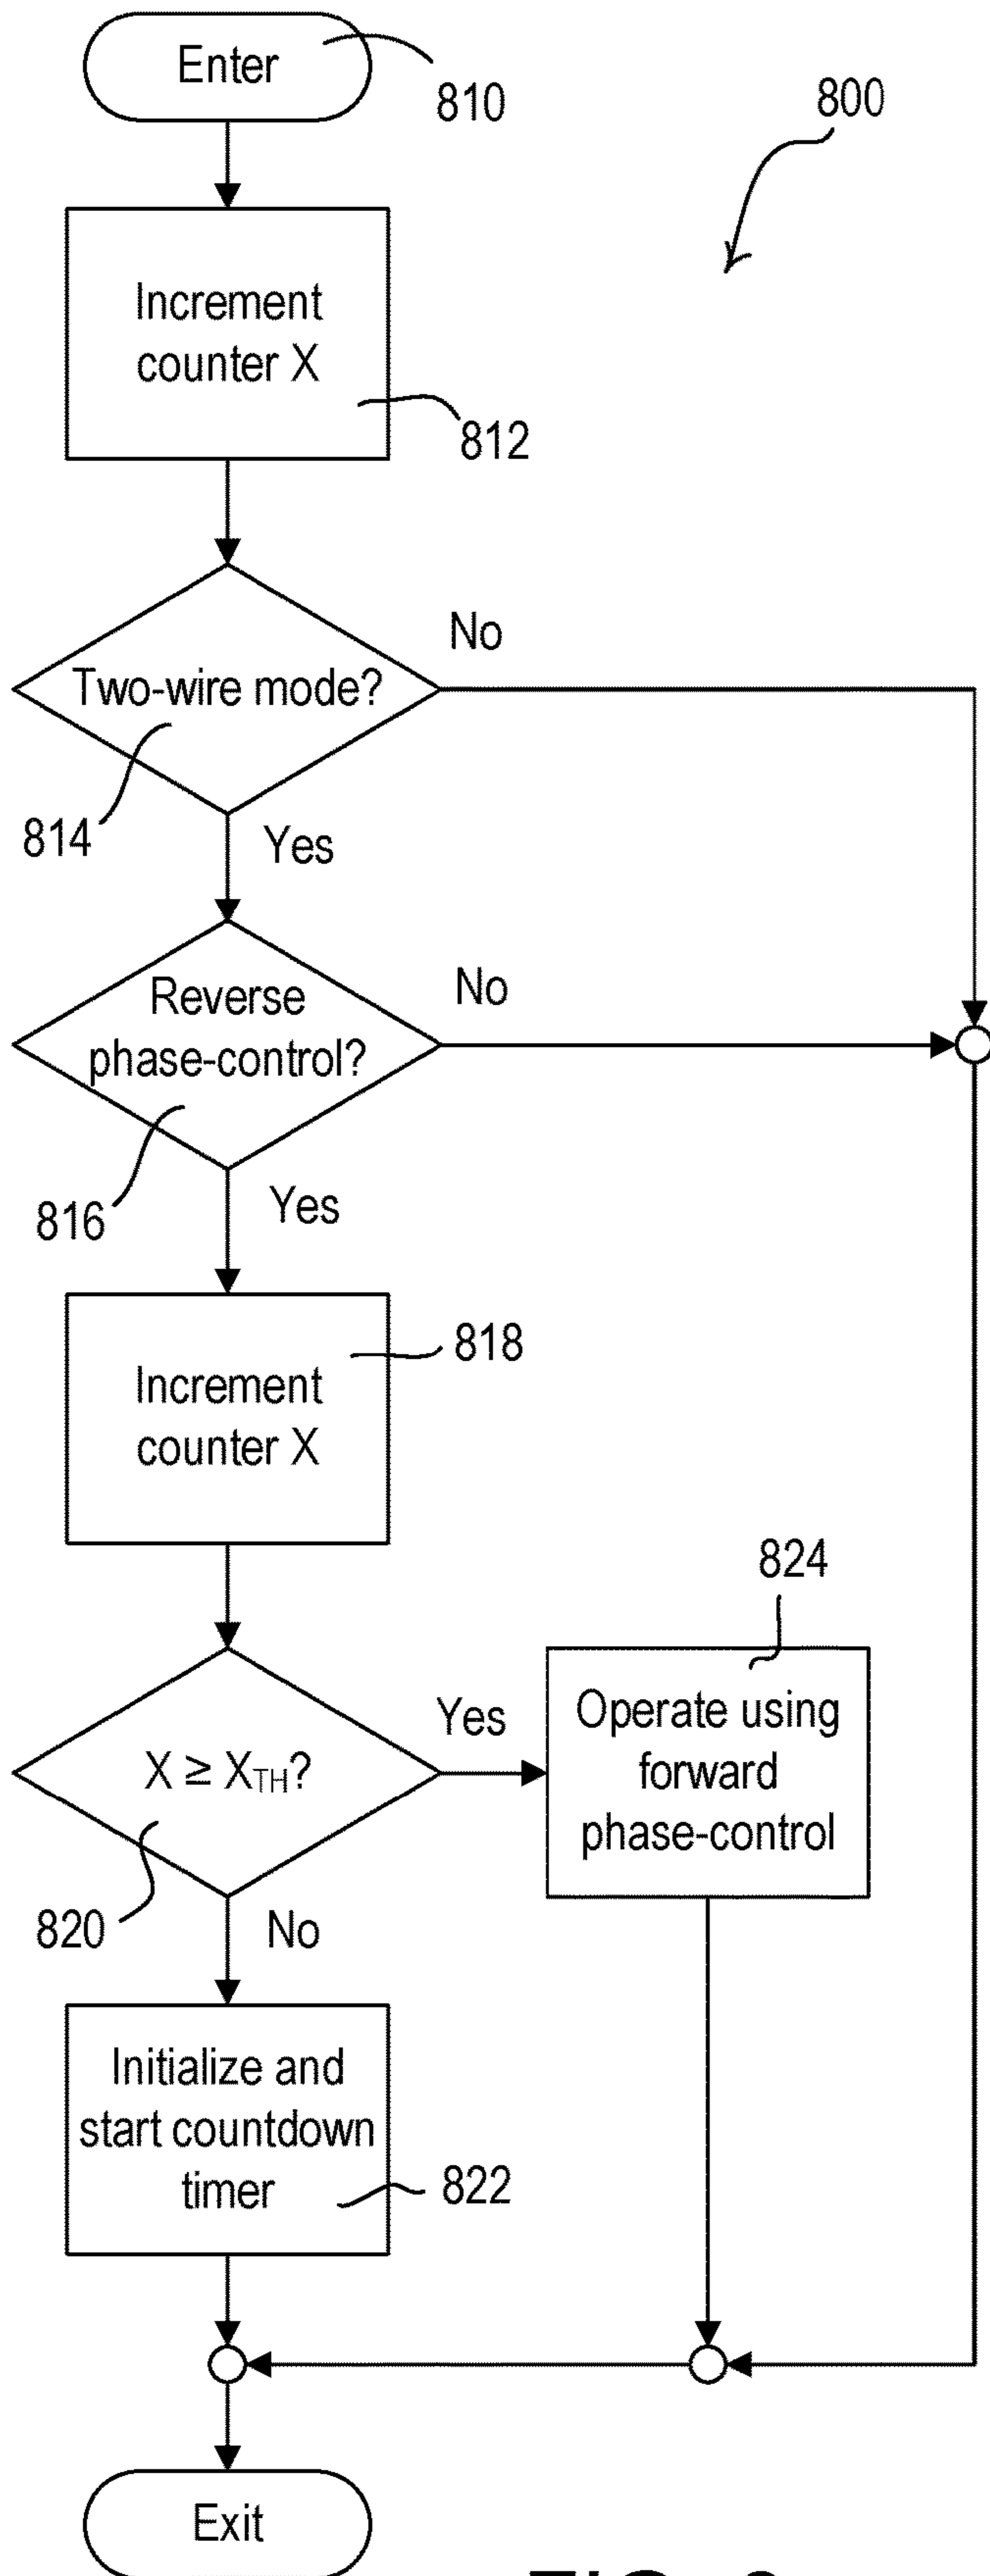 Enter
810
800
Increment
counter X
812
Two-wire mode?
No
814
Yes
Reverse
phase-control?
No
816
Yes
818
Increment
counter X
824
X ≥ X_TH?
Yes
Operate using
forward
phase-control
820
No
Initialize and
start countdown
timer
822
Exit